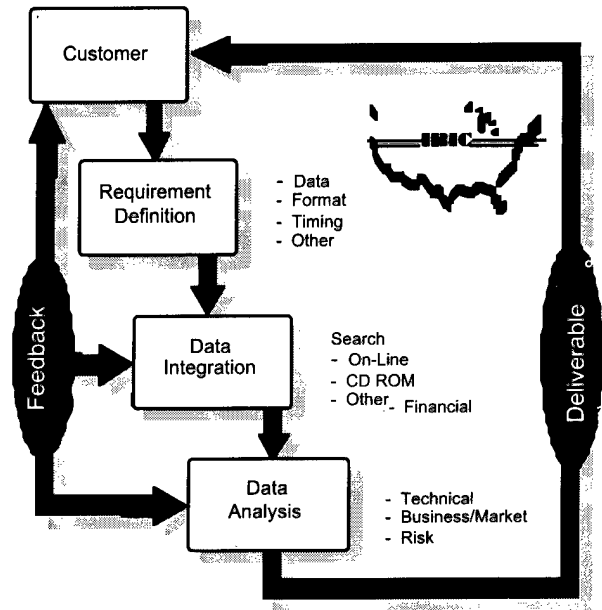 Customer
Requirement
Definition
- Data
- Format
- Timing
- Other
Data
Integration
Search
- On-Line
- CD ROM
- Other
- Financial
Data
Analysis
- Technical
- Business/Market
- Risk
Feedback
Deliverable